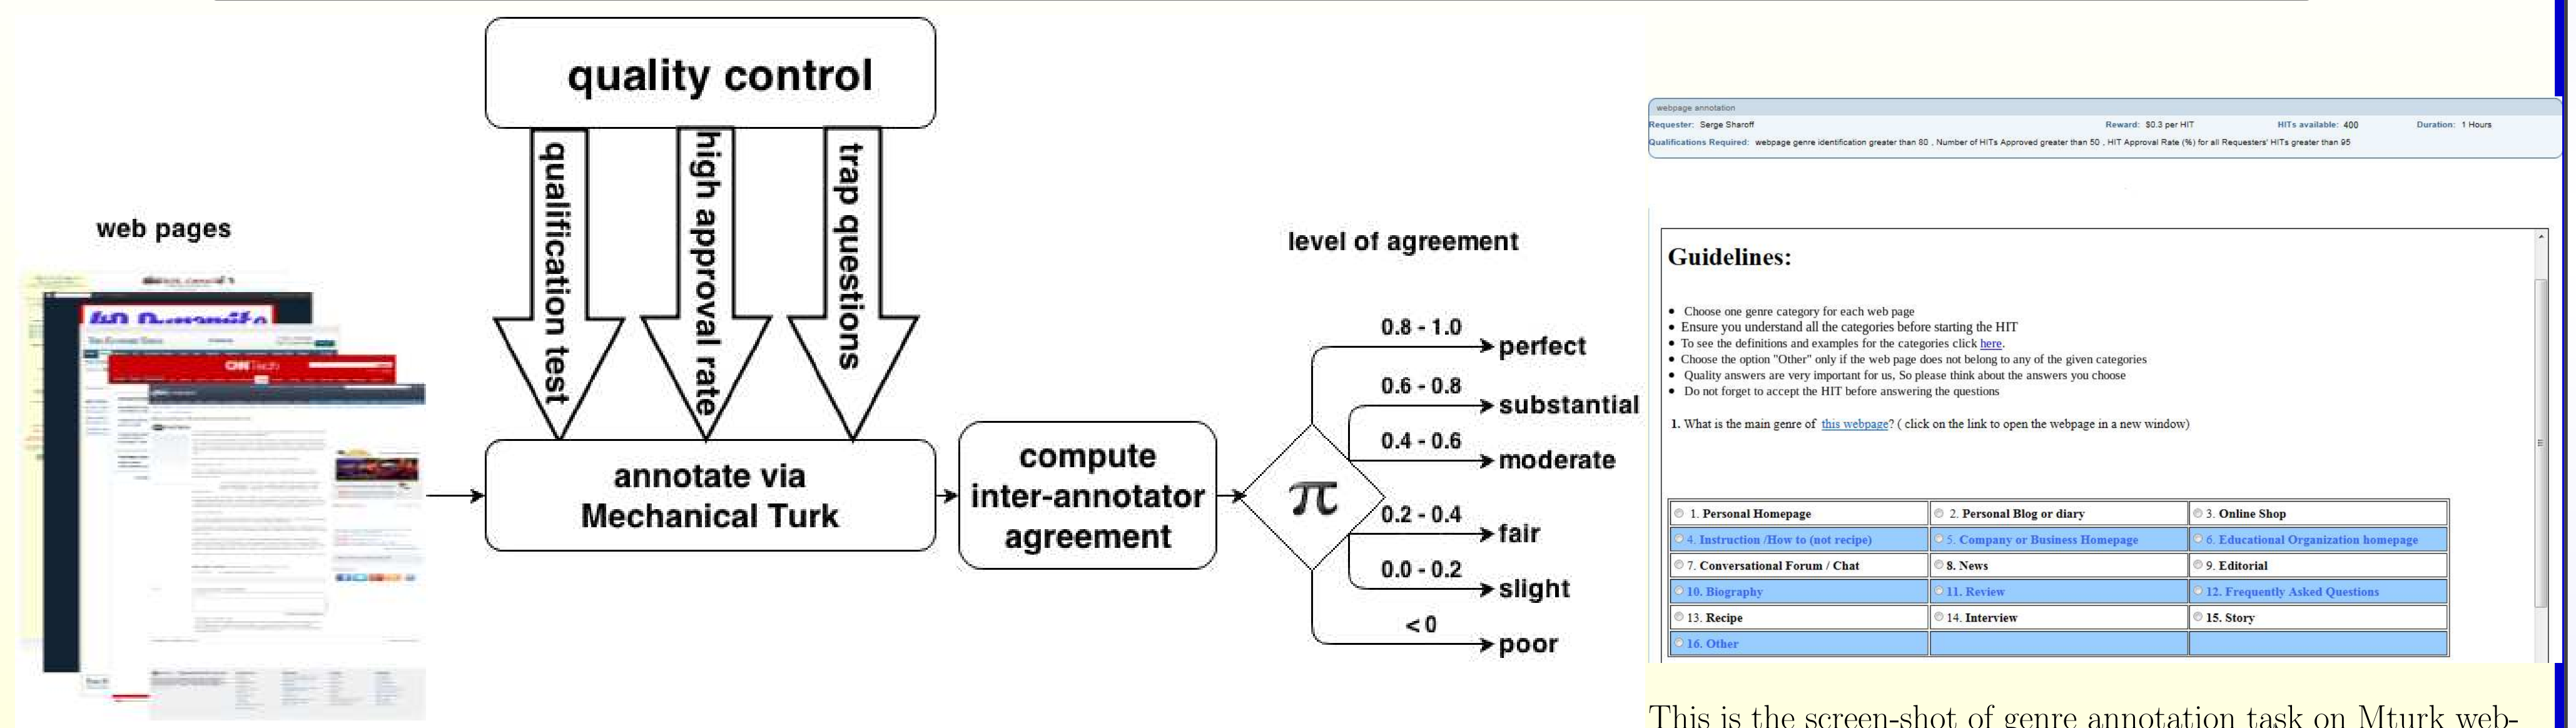 quality control
qualification test
high approval rate
trap questions
web pages
CNN Tech
annotate via
Mechanical Turk
compute
inter-annotator
agreement
π
level of agreement
0.8 - 1.0
perfect
0.6 - 0.8
substantial
0.4 - 0.6
moderate
0.2 - 0.4
fair
0.0 - 0.2
slight
< 0
poor
webpage annotation
Requester: Serge Sharoff Reward: $0.3 per HIT HITs available: 400 Duration: 1 Hours
Qualifications Required: webpage genre identification greater than 80 , Number of HITs Approved greater than 50 , HIT Approval Rate (%) for all Requesters' HITs greater than 95
Guidelines:
• Choose one genre category for each web page
• Ensure you understand all the categories before starting the HIT
• To see the definitions and examples for the categories click here.
• Choose the option "Other" only if the web page does not belong to any of the given categories
• Quality answers are very important for us, So please think about the answers you choose
• Do not forget to accept the HIT before answering the questions
1. What is the main genre of this webpage? ( click on the link to open the webpage in a new window)
1. Personal Homepage 2. Personal Blog or diary 3. Online Shop
4. Instruction /How to (not recipe) 5. Company or Business Homepage 6. Educational Organization homepage
7. Conversational Forum / Chat 8. News 9. Editorial
10. Biography 11. Review 12. Frequently Asked Questions
13. Recipe 14. Interview 15. Story
16. Other
This is the screen-shot of genre annotation task on Mturk web-